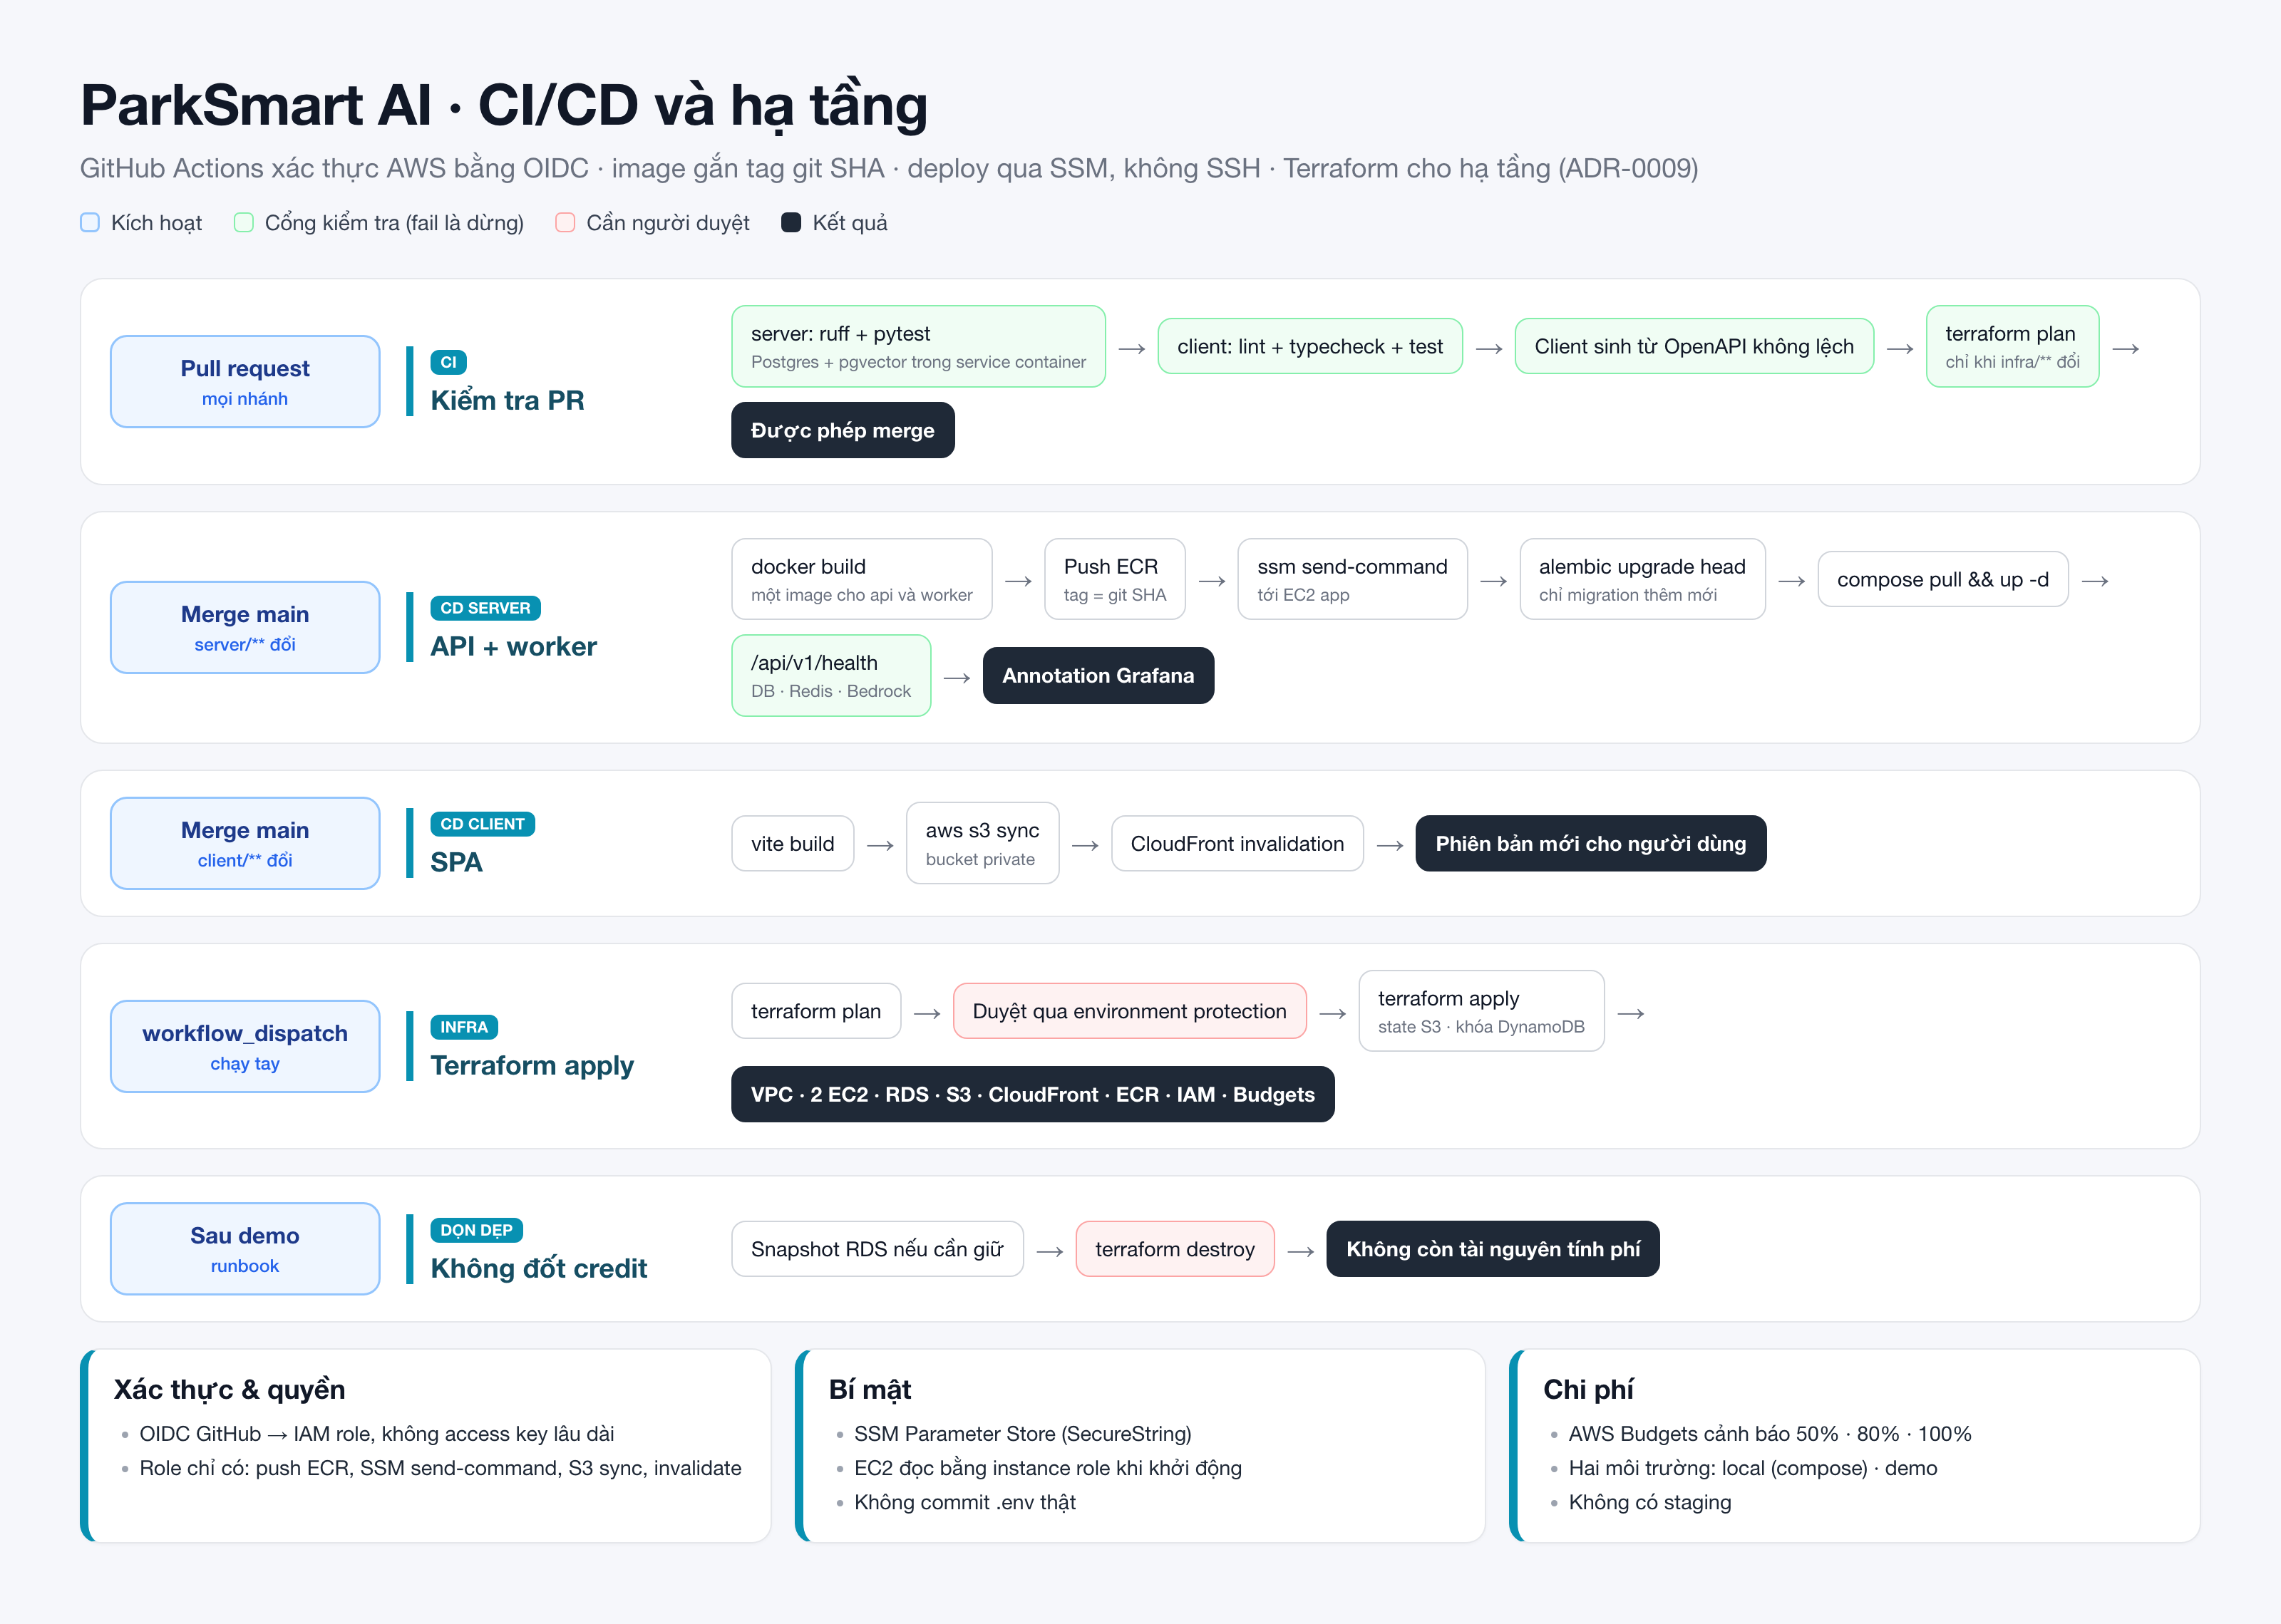 ParkSmart AI · CI/CD và hạ tầng
GitHub Actions xác thực AWS bằng OIDC · image gắn tag git SHA · deploy qua SSM, không SSH · Terraform cho hạ tầng (ADR-0009)
Kích hoạt
Cổng kiểm tra (fail là dừng)
Cần người duyệt
Kết quả
Pull request
mọi nhánh
CI
Kiểm tra PR
server: ruff + pytest
Postgres + pgvector trong service container
→
client: lint + typecheck + test
→
Client sinh từ OpenAPI không lệch
→
terraform plan
chỉ khi infra/** đổi
→
Được phép merge
Merge main
server/** đổi
CD SERVER
API + worker
docker build
một image cho api và worker
→
Push ECR
tag = git SHA
→
ssm send-command
tới EC2 app
→
alembic upgrade head
chỉ migration thêm mới
→
compose pull && up -d
→
/api/v1/health
DB · Redis · Bedrock
→
Annotation Grafana
Merge main
client/** đổi
CD CLIENT
SPA
vite build
→
aws s3 sync
bucket private
→
CloudFront invalidation
→
Phiên bản mới cho người dùng
workflow_dispatch
chạy tay
INFRA
Terraform apply
terraform plan
→
Duyệt qua environment protection
→
terraform apply
state S3 · khóa DynamoDB
→
VPC · 2 EC2 · RDS · S3 · CloudFront · ECR · IAM · Budgets
Sau demo
runbook
DỌN DẸP
Không đốt credit
Snapshot RDS nếu cần giữ
→
terraform destroy
→
Không còn tài nguyên tính phí
Xác thực & quyền
• OIDC GitHub → IAM role, không access key lâu dài
• Role chỉ có: push ECR, SSM send-command, S3 sync, invalidate
Bí mật
• SSM Parameter Store (SecureString)
• EC2 đọc bằng instance role khi khởi động
• Không commit .env thật
Chi phí
• AWS Budgets cảnh báo 50% · 80% · 100%
• Hai môi trường: local (compose) · demo
• Không có staging